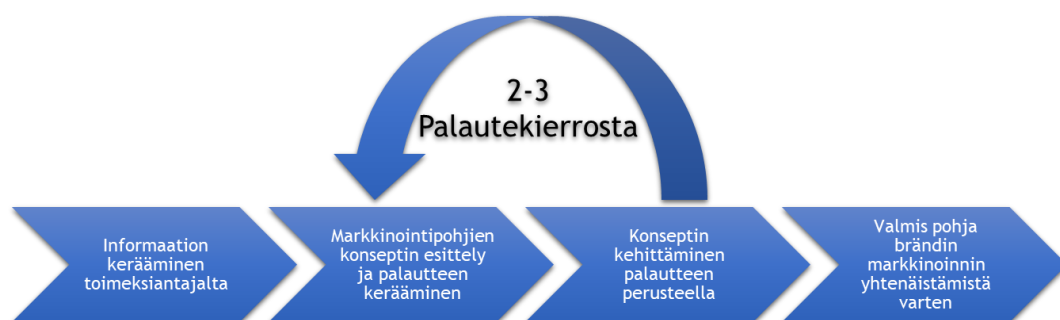 2-3
Palautekierrosta
Informaation
kerääminen
toimeksiantajalta
Markkinointipohjien
konseptin esittely
ja palautteen
kerääminen
Konseptin
kehittäminen
palautteen
perusteella
Valmis pohja
brändin
markkinoinnin
yhtenäistämistä
varten